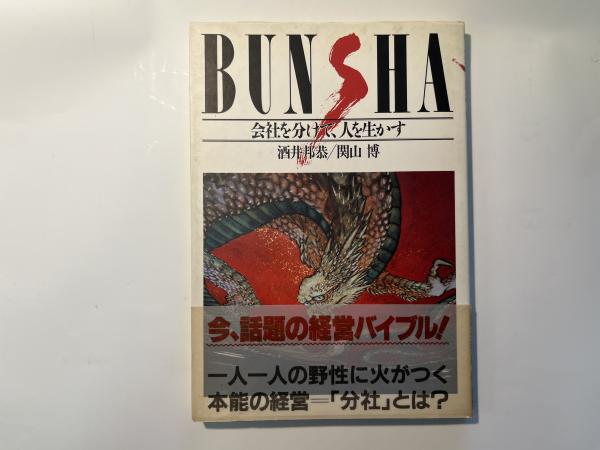 BUNSHA
会社を分けて、人を生かす
酒井邦恭/関山 博
今、話題の経営バイブル!
一人一人の野性に火がつく
本能の経営=「分社」とは?